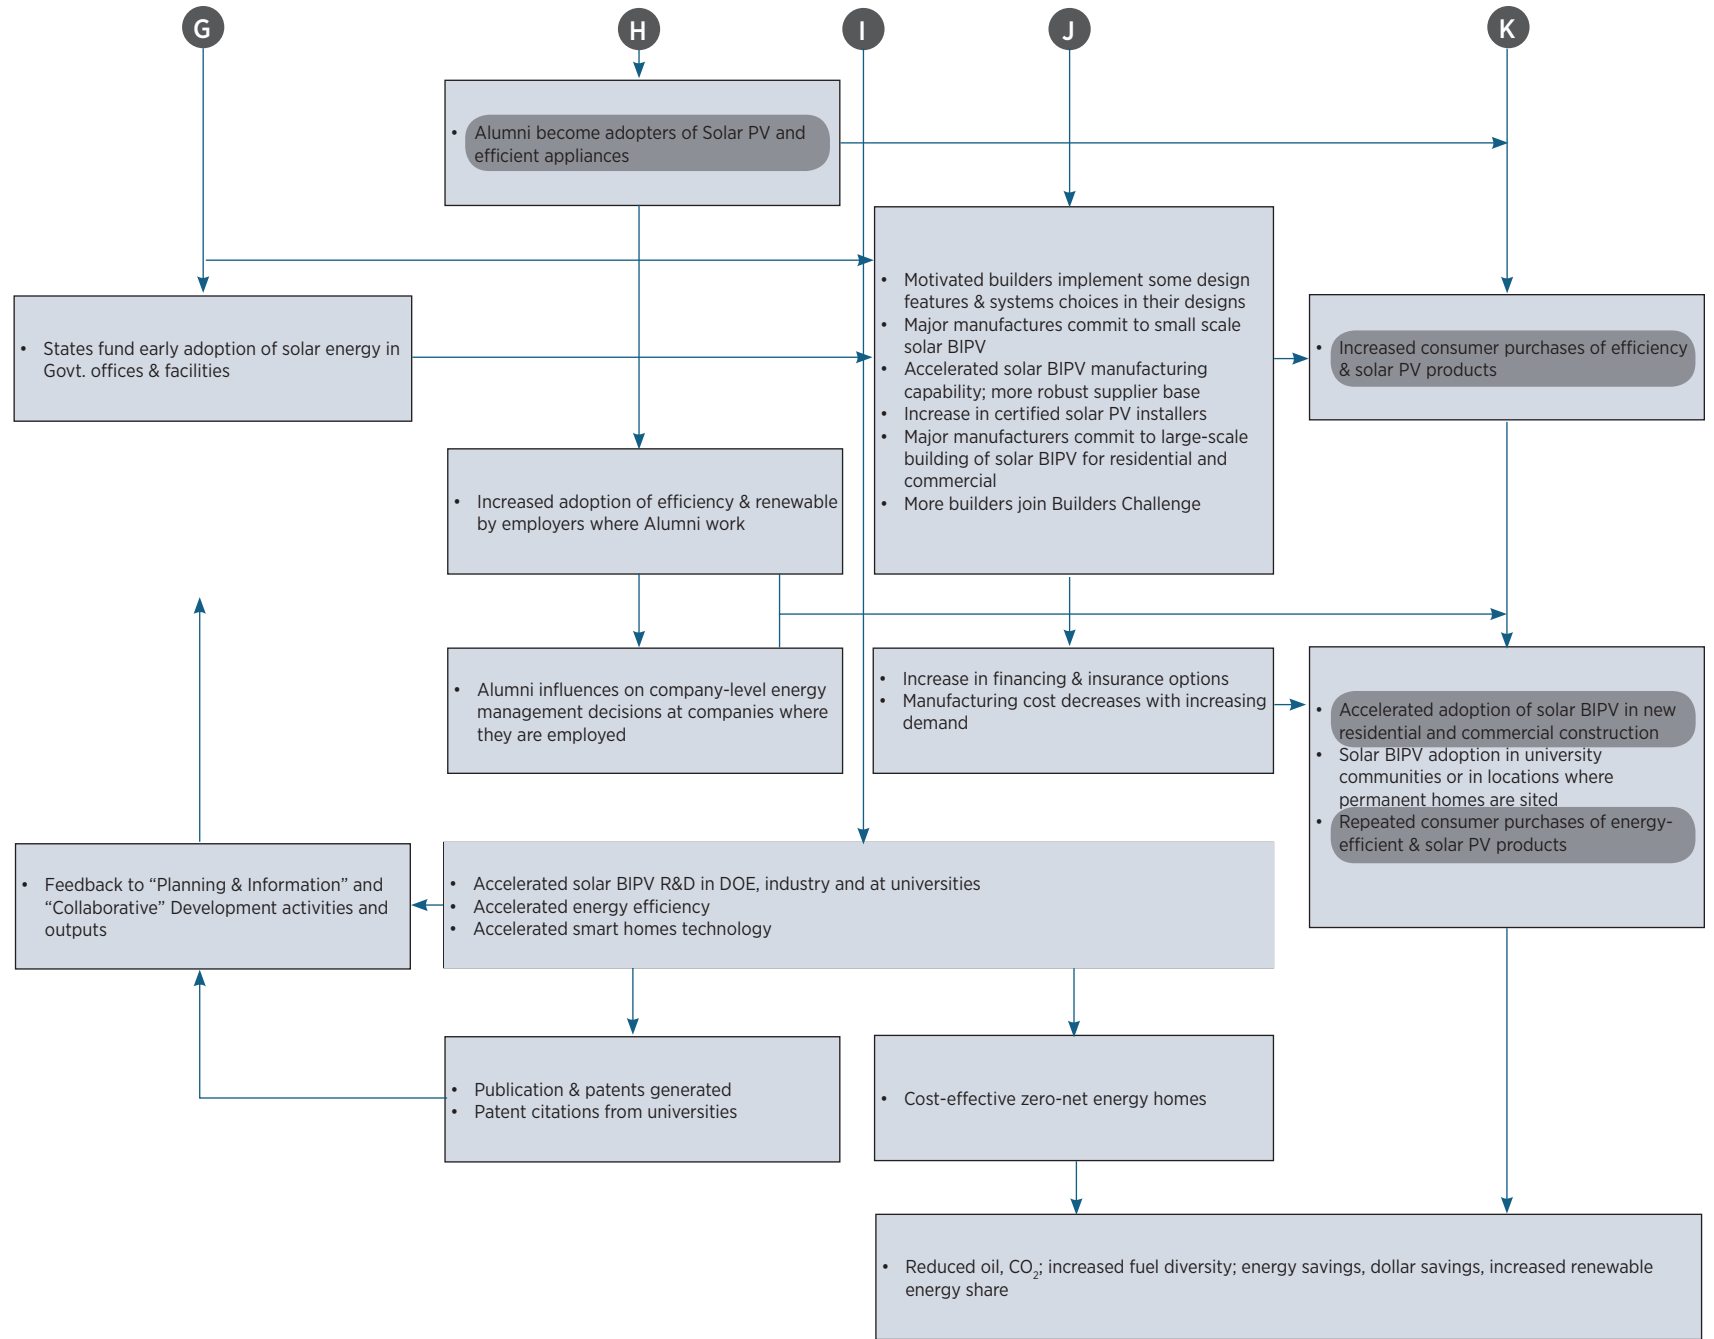 G
H
I
J
K
• Alumni become adopters of Solar PV and
efficient appliances
• Motivated builders implement some design
features & systems choices in their designs
• Major manufactures commit to small scale
solar BIPV
• Accelerated solar BIPV manufacturing
capability; more robust supplier base
• Increase in certified solar PV installers
• Major manufacturers commit to large-scale
building of solar BIPV for residential and
commercial
• More builders join Builders Challenge
• States fund early adoption of solar energy in
Govt. offices & facilities
• Increased consumer purchases of efficiency
& solar PV products
• Increased adoption of efficiency & renewable
by employers where Alumni work
• Alumni influences on company-level energy
management decisions at companies where
they are employed
• Increase in financing & insurance options
• Manufacturing cost decreases with increasing
demand
• Accelerated adoption of solar BIPV in new
residential and commercial construction
• Solar BIPV adoption in university
communities or in locations where
permanent homes are sited
• Repeated consumer purchases of energy-
efficient & solar PV products
• Feedback to “Planning & Information” and
“Collaborative” Development activities and
outputs
• Accelerated solar BIPV R&D in DOE, industry and at universities
• Accelerated energy efficiency
• Accelerated smart homes technology
• Publication & patents generated
• Patent citations from universities
• Cost-effective zero-net energy homes
• Reduced oil, CO2; increased fuel diversity; energy savings, dollar savings, increased renewable
energy share